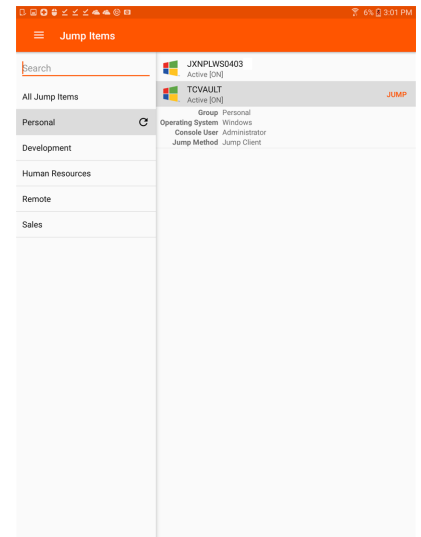 6% 3:01 PM
Jump Items
Search
All Jump Items
Personal
Development
Human Resources
Remote
Sales
JXNPLWS0403
Active [ON]
TCVAULT
Active [ON]
JUMP
Group Personal
Operating System Windows
Console User Administrator
Jump Method Jump Client